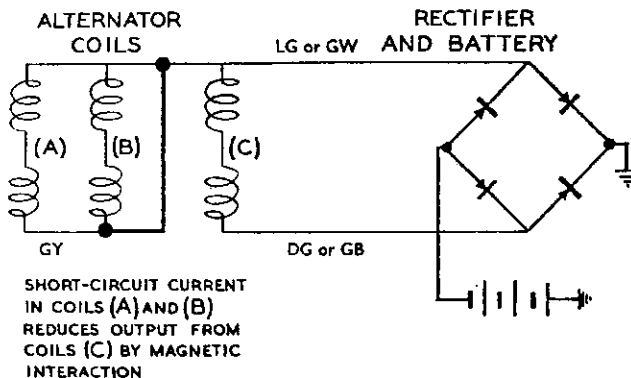 ALTERNATOR
COILS
RECTIFIER
AND BATTERY
LG or GW
(A)
(B)
(C)
GY
DG or GB
SHORT-CIRCUIT CURRENT
IN COILS (A) AND (B)
REDUCES OUTPUT FROM
COILS (C) BY MAGNETIC
INTERACTION